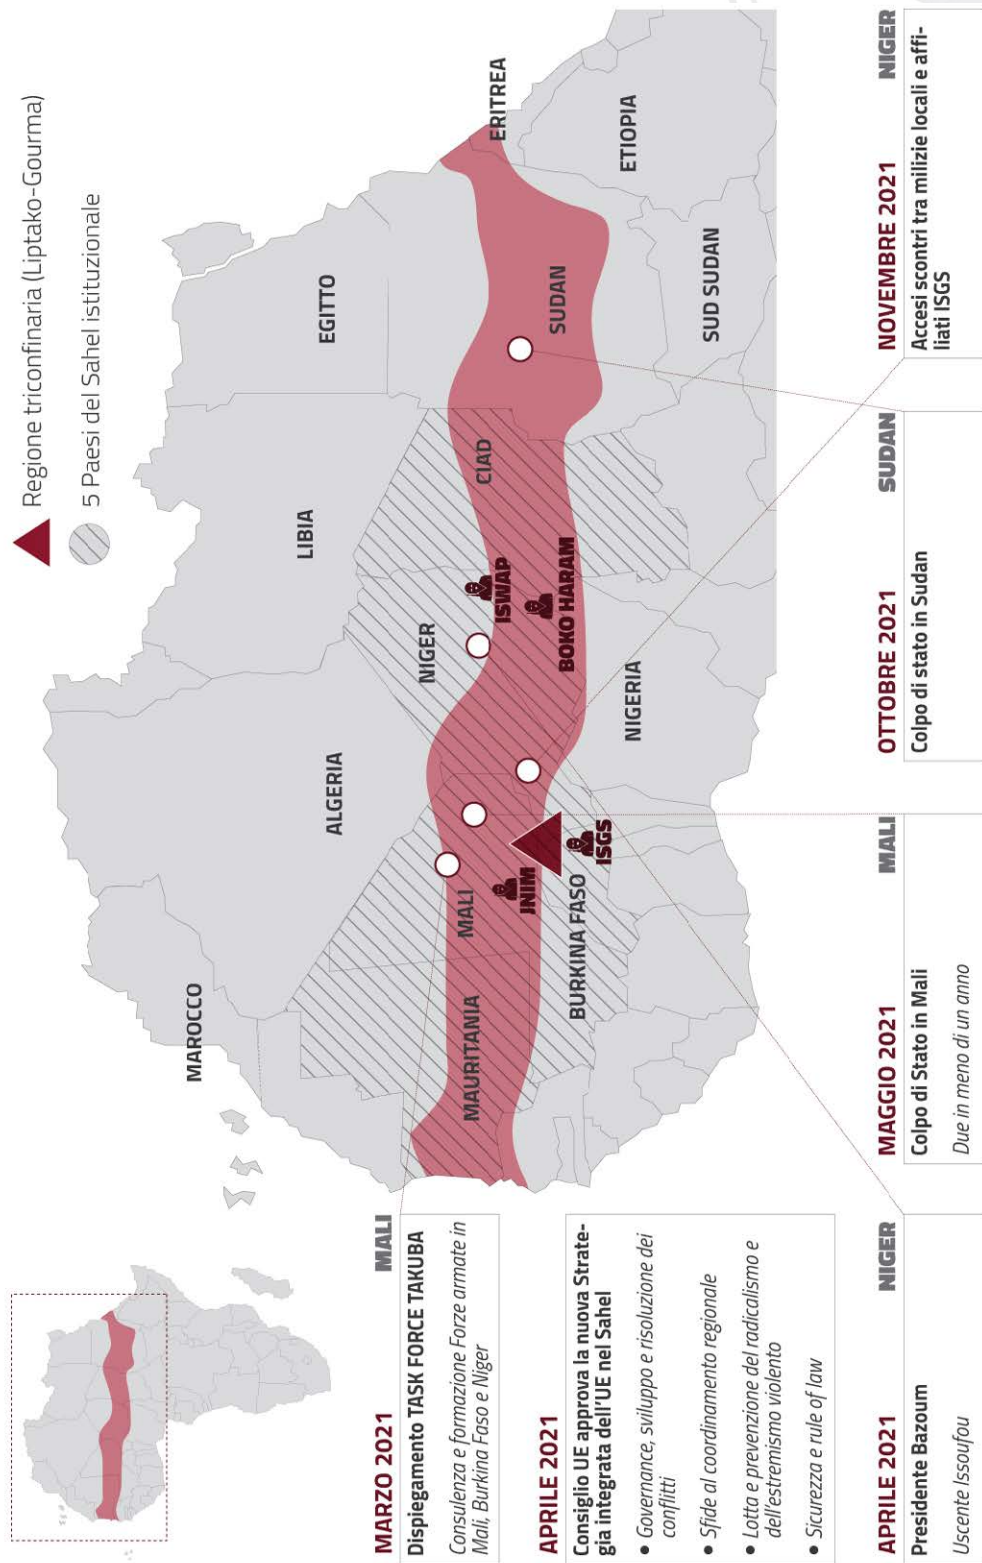 Regione triconfinaria (Liptako-Gourma)
5 Paesi del Sahel istituzionale
MAROCCO
ALGERIA
LIBIA
EGITTO
MAURITANIA
MALI
NIGER
CIAD
SUDAN
ERITREA
ETIOPIA
SUD SUDAN
NIGERIA
BURKINA FASO
JNIM
ISGS
ISWAP
BOKO HARAM
MARZO 2021
MALI
Dispiegamento TASK FORCE TAKUBA
Consulenza e formazione Forze armate in
Mali, Burkina Faso e Niger
APRILE 2021
Consiglio UE approva la nuova Strate-
gia integrata dell'UE nel Sahel
• Governance, sviluppo e risoluzione dei
conflitti
• Sfide al coordinamento regionale
• Lotta e prevenzione del radicalismo e
dell'estremismo violento
• Sicurezza e rule of law
APRILE 2021
NIGER
Presidente Bazoum
Uscente Issoufou
MAGGIO 2021
MALI
Colpo di Stato in Mali
Due in meno di un anno
OTTOBRE 2021
SUDAN
Colpo di stato in Sudan
NOVEMBRE 2021
NIGER
Accesi scontri tra milizie locali e affi-
liati ISGS